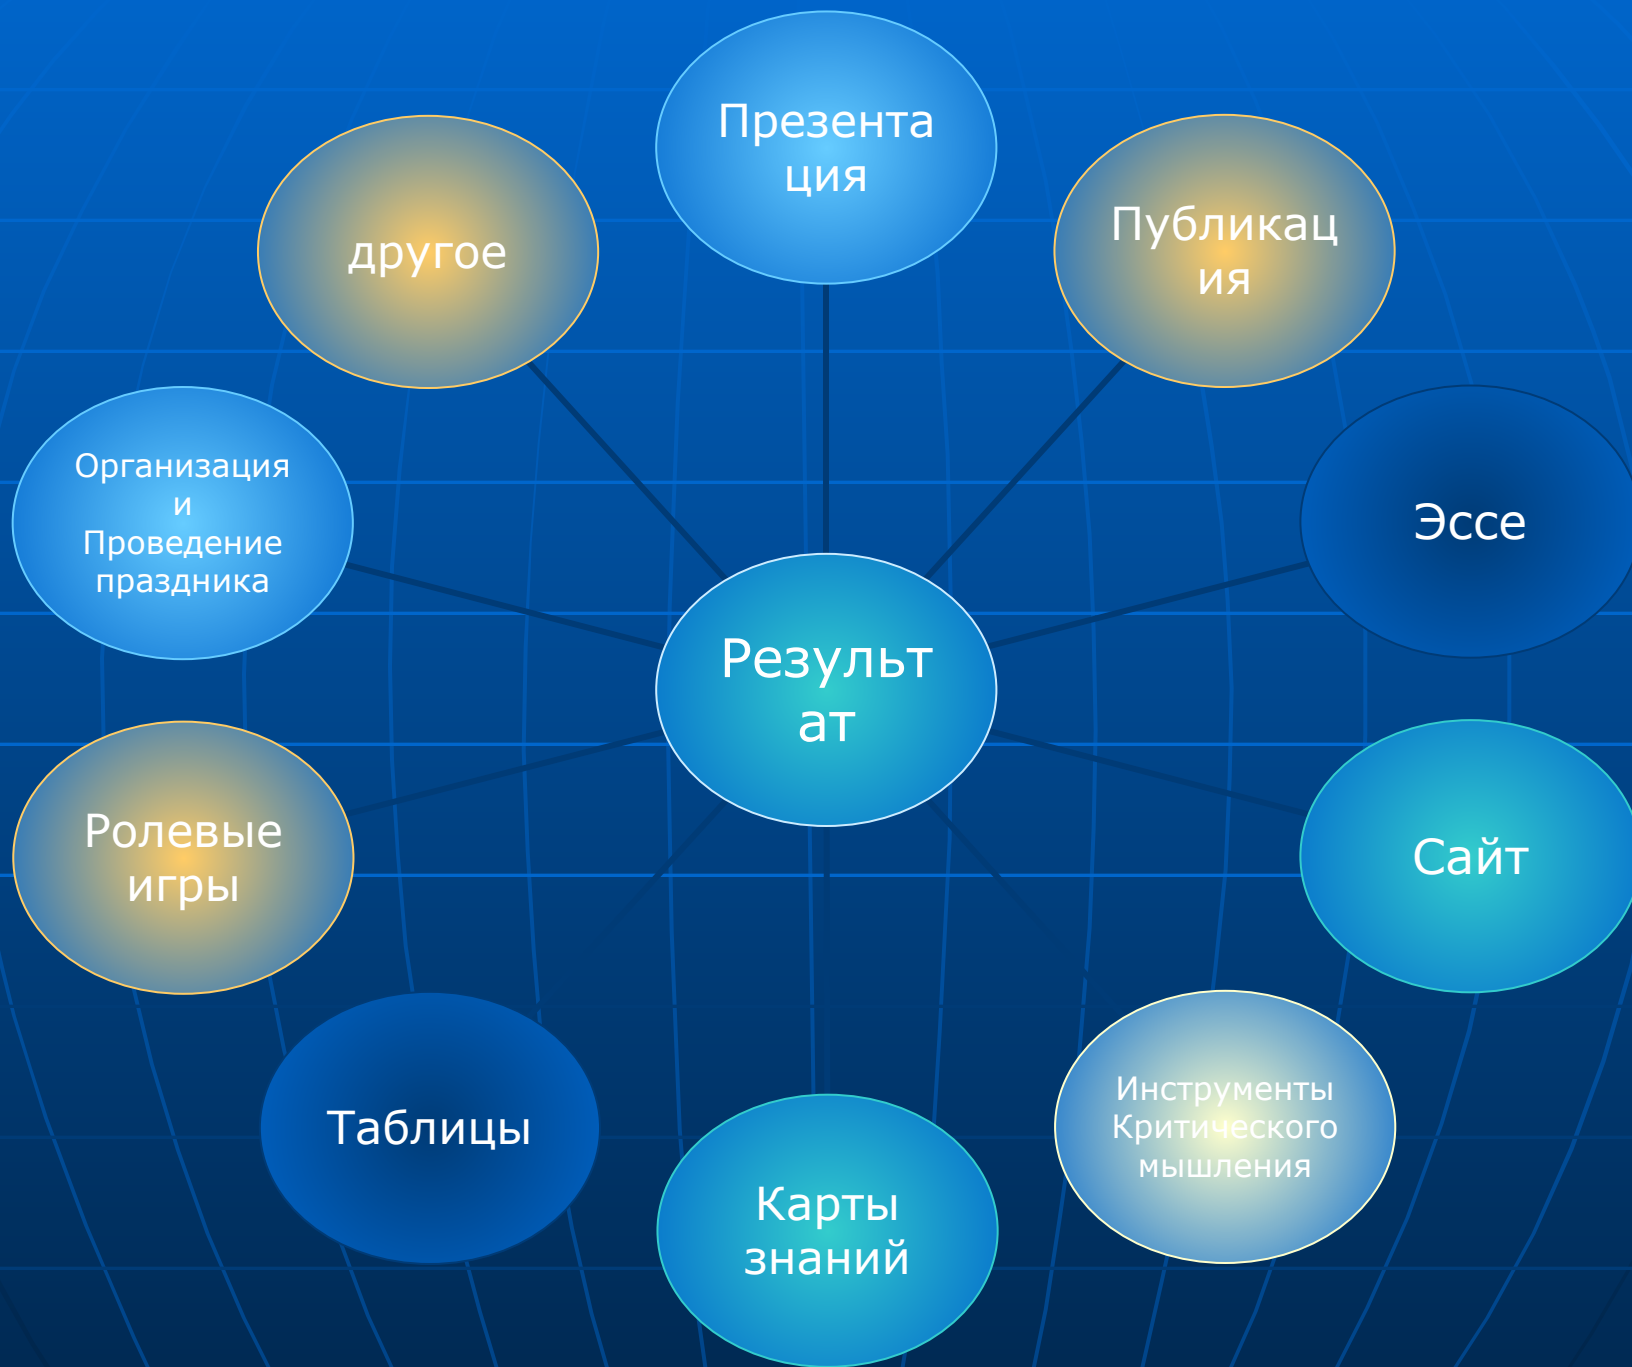 Презента
ция
Публикац
ия
Эссе
Сайт
Инструменты
Критического
мышления
Карты
знаний
Таблицы
Ролевые
игры
Организация
и
Проведение
праздника
другое
Результ
ат